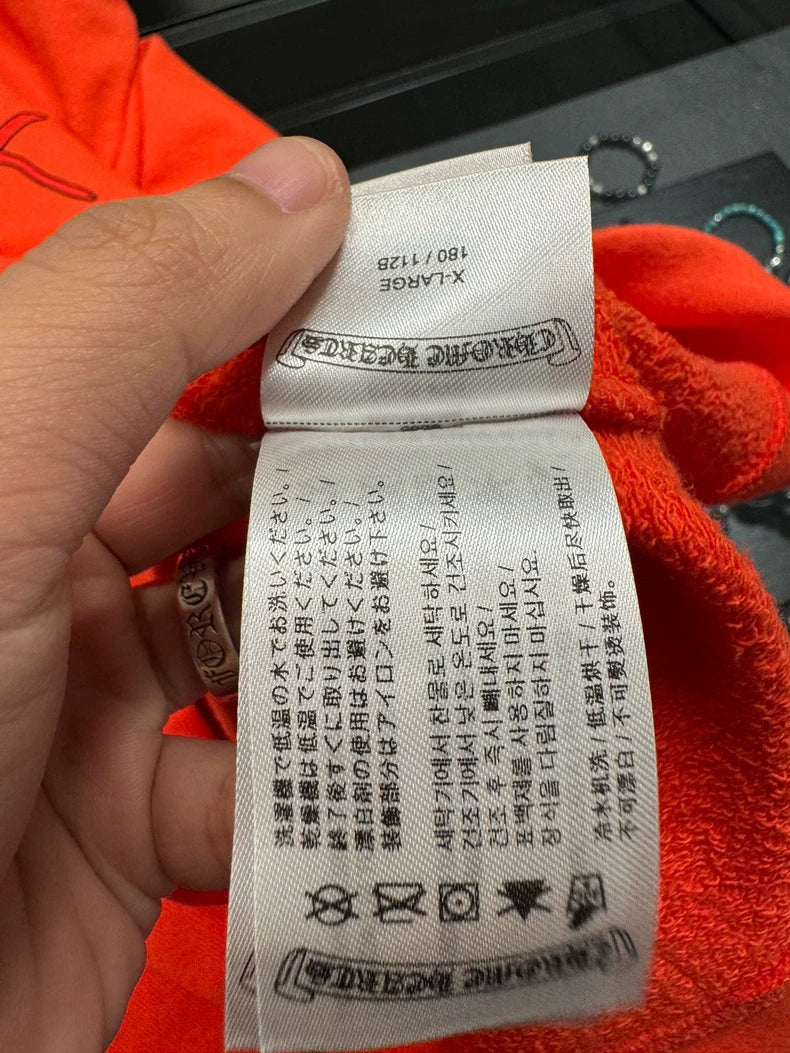 X-LARGE
180 / 112B
CHROME HEARTS
洗濯機で低温の水でお洗いください。/
乾燥機は低温でご使用ください。/
終了後すぐに取り出してください。/
漂白剤の使用はお避けください。/
装飾部分はアイロンをお避け下さい。
세탁기에서 찬물로 세탁하세요/
건조기에서 낮은 온도로 건조시키세요/
건조 후 즉시 빼내세요/
표백제를 사용하지 마세요/
장식을 다림질하지 마십시요.
冷水机洗/低温烘干/干燥后尽快取出/
不可漂白/不可熨烫装饰。
CHROME HEARTS
FOREVE